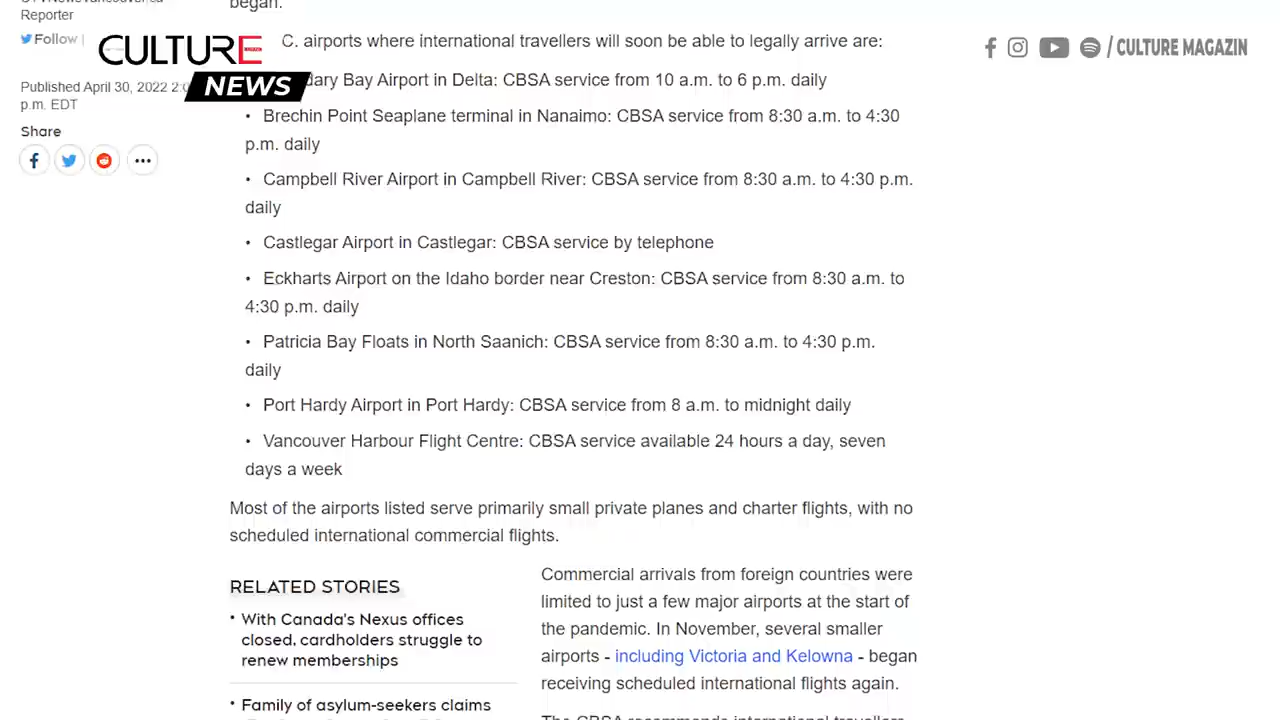 began.
Reporter
Follow
CULTURE
NEWS
C. airports where international travellers will soon be able to legally arrive are:
/ CULTURE MAGAZIN
Published April 30, 2022
p.m. EDT
Share
Bay Airport in Delta: CBSA service from 10 a.m. to 6 p.m. daily
• Brechin Point Seaplane terminal in Nanaimo: CBSA service from 8:30 a.m. to 4:30
p.m. daily
• Campbell River Airport in Campbell River: CBSA service from 8:30 a.m. to 4:30 p.m.
daily
• Castlegar Airport in Castlegar: CBSA service by telephone
• Eckharts Airport on the Idaho border near Creston: CBSA service from 8:30 a.m. to
4:30 p.m. daily
• Patricia Bay Floats in North Saanich: CBSA service from 8:30 a.m. to 4:30 p.m.
daily
• Port Hardy Airport in Port Hardy: CBSA service from 8 a.m. to midnight daily
• Vancouver Harbour Flight Centre: CBSA service available 24 hours a day, seven
days a week
Most of the airports listed serve primarily small private planes and charter flights, with no
scheduled international commercial flights.
RELATED STORIES
• With Canada's Nexus offices
closed, cardholders struggle to
renew memberships
• Family of asylum-seekers claims
Commercial arrivals from foreign countries were
limited to just a few major airports at the start of
the pandemic. In November, several smaller
airports - including Victoria and Kelowna - began
receiving scheduled international flights again.
The CBSA recommends international travellers